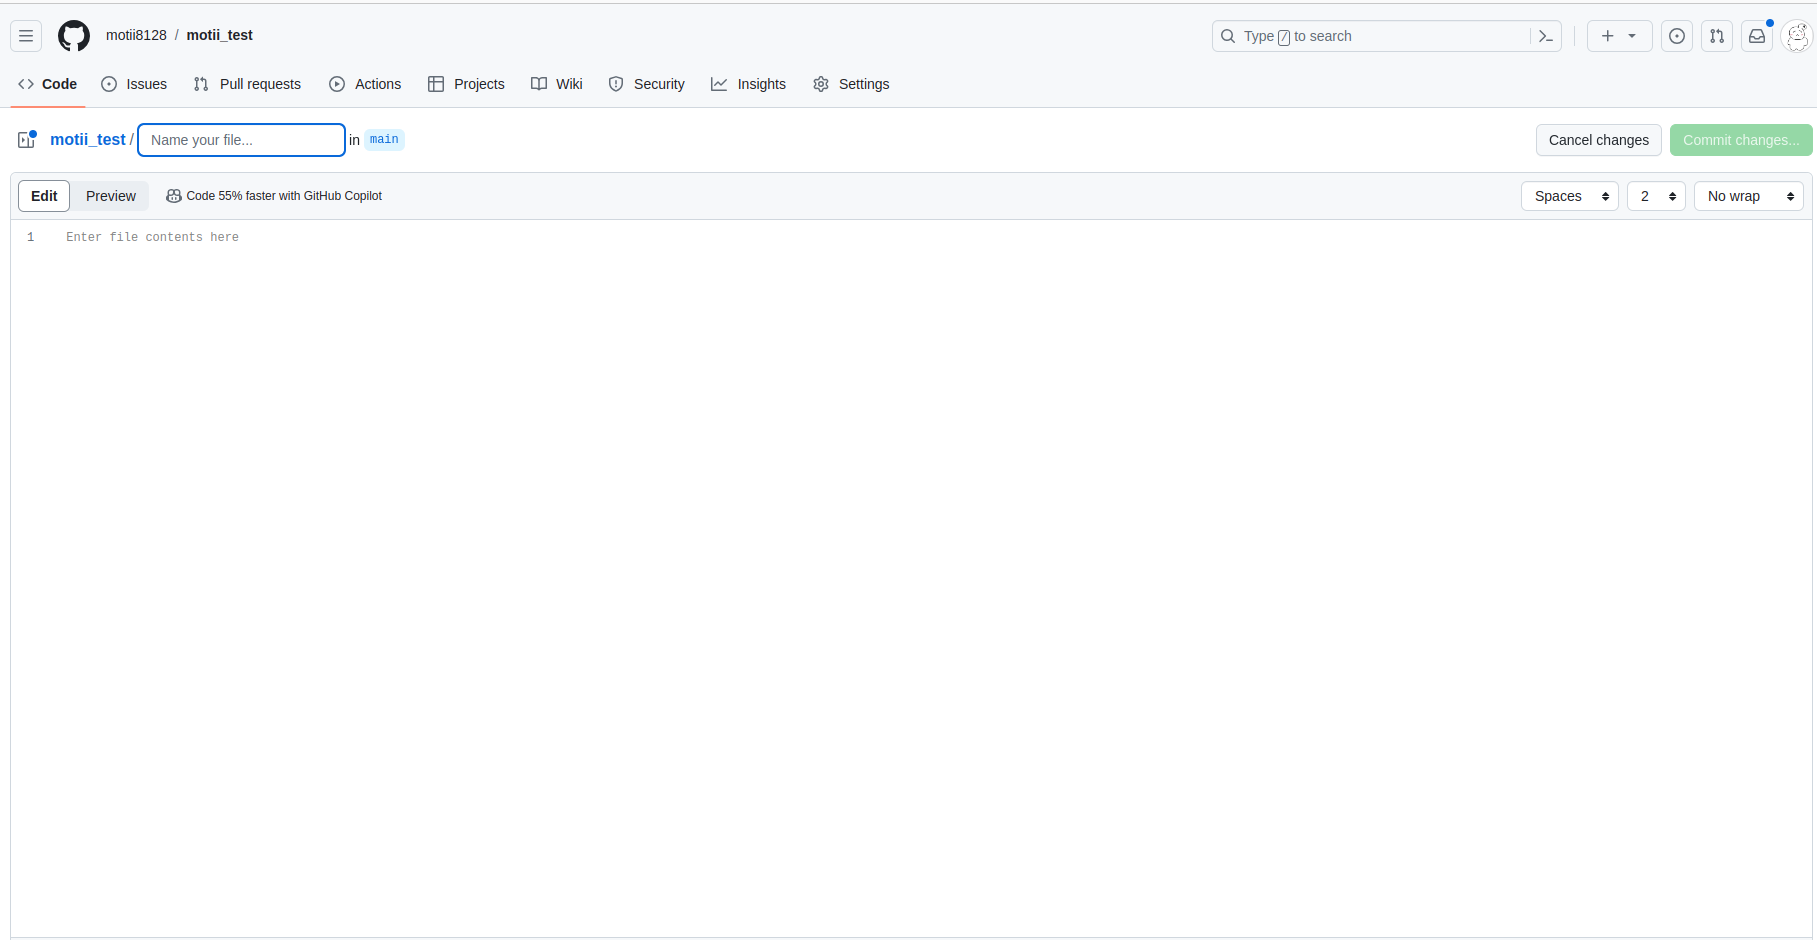 motii8128 / motii_test
Type / to search
Code Issues Pull requests Actions Projects Wiki Security Insights Settings
motii_test / Name your file... in main
Cancel changes Commit changes...
Edit Preview Code 55% faster with GitHub Copilot
Spaces 2 No wrap
1 Enter file contents here